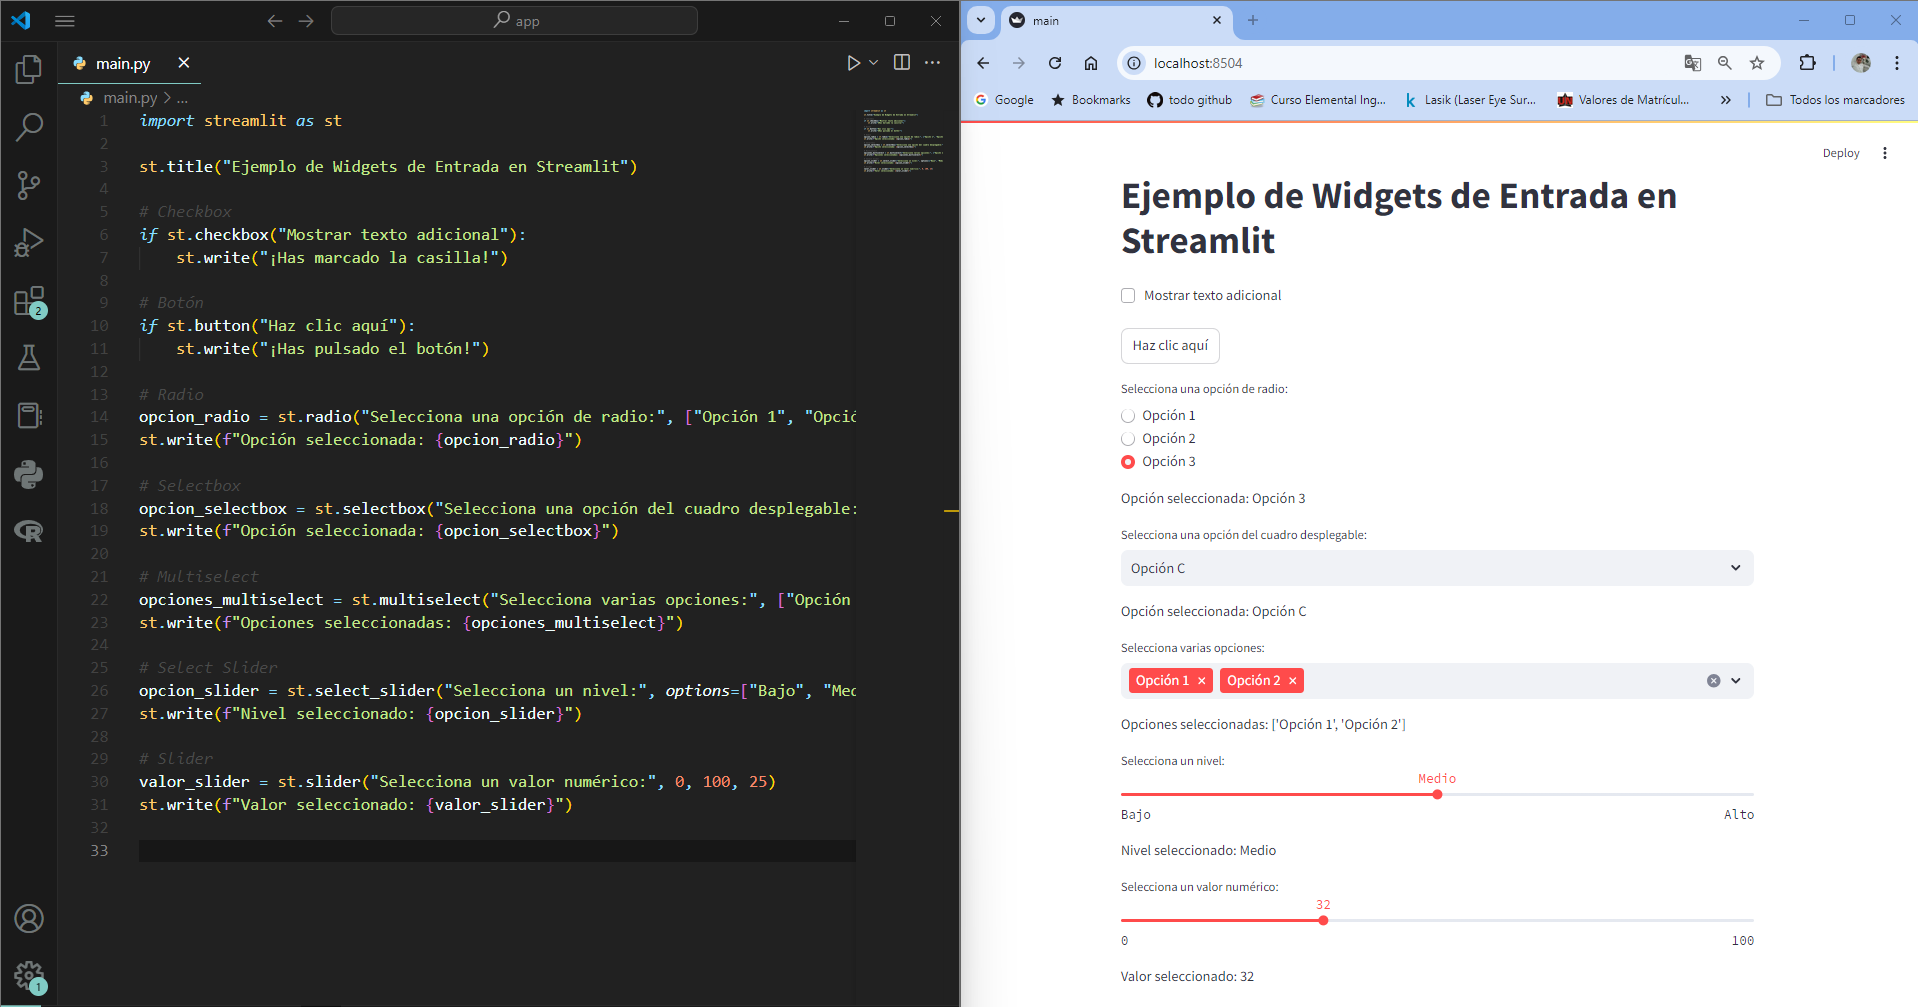 app
main.py
main.py > ...
1 import streamlit as st
2
3 st.title("Ejemplo de Widgets de Entrada en Streamlit")
4
5 # Checkbox
6 if st.checkbox("Mostrar texto adicional"):
7 st.write("¡Has marcado la casilla!")
8
9 # Botón
10 if st.button("Haz clic aquí"):
11 st.write("¡Has pulsado el botón!")
12
13 # Radio
14 opcion_radio = st.radio("Selecciona una opción de radio:", ["Opción 1", "Opció
15 st.write(f"Opción seleccionada: {opcion_radio}")
16
17 # Selectbox
18 opcion_selectbox = st.selectbox("Selecciona una opción del cuadro desplegable:
19 st.write(f"Opción seleccionada: {opcion_selectbox}")
20
21 # Multiselect
22 opciones_multiselect = st.multiselect("Selecciona varias opciones:", ["Opción
23 st.write(f"Opciones seleccionadas: {opciones_multiselect}")
24
25 # Select Slider
26 opcion_slider = st.select_slider("Selecciona un nivel:", options=["Bajo", "Med
27 st.write(f"Nivel seleccionado: {opcion_slider}")
28
29 # Slider
30 valor_slider = st.slider("Selecciona un valor numérico:", 0, 100, 25)
31 st.write(f"Valor seleccionado: {valor_slider}")
32
33
2
1
main
localhost:8504
Google Bookmarks todo github Curso Elemental Ing... Lasik (Laser Eye Sur... Valores de Matrícul... » Todos los marcadores
Deploy
Ejemplo de Widgets de Entrada en
Streamlit
Mostrar texto adicional
Haz clic aquí
Selecciona una opción de radio:
Opción 1
Opción 2
Opción 3
Opción seleccionada: Opción 3
Selecciona una opción del cuadro desplegable:
Opción C
Opción seleccionada: Opción C
Selecciona varias opciones:
Opción 1 × Opción 2 ×
Opciones seleccionadas: ['Opción 1', 'Opción 2']
Selecciona un nivel:
Medio
Bajo Alto
Nivel seleccionado: Medio
Selecciona un valor numérico:
32
0 100
Valor seleccionado: 32